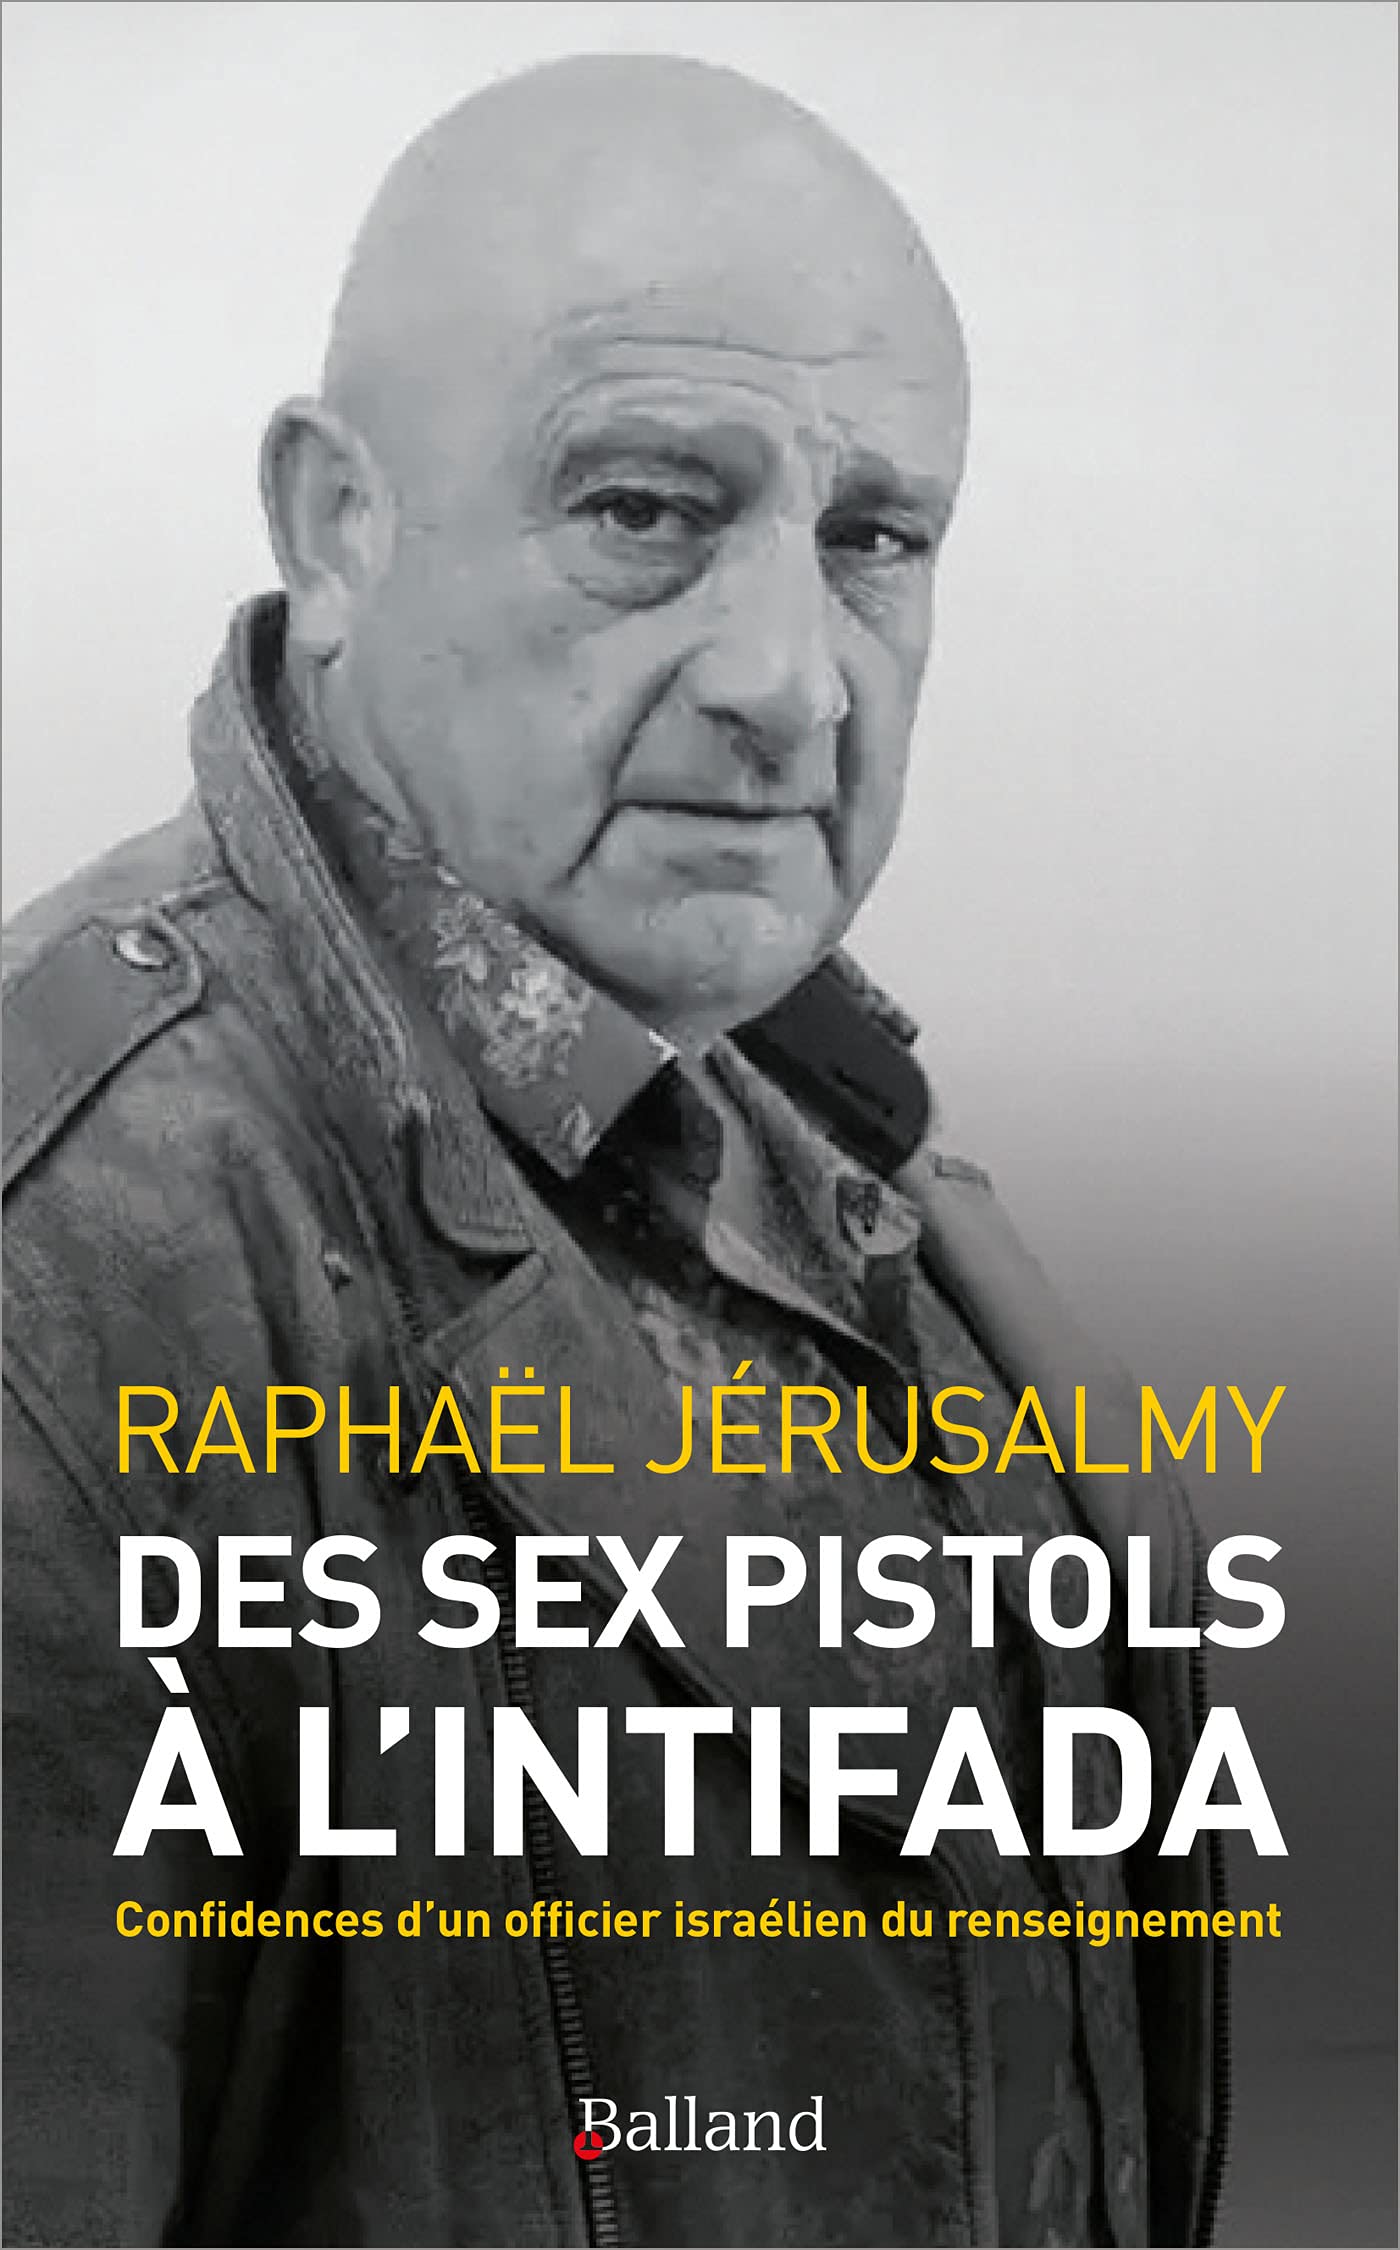 RAPHAËL JÉRUSALMY
DES SEX PISTOLS
À L'INTIFADA
Confidences d'un officier israélien du renseignement
Balland